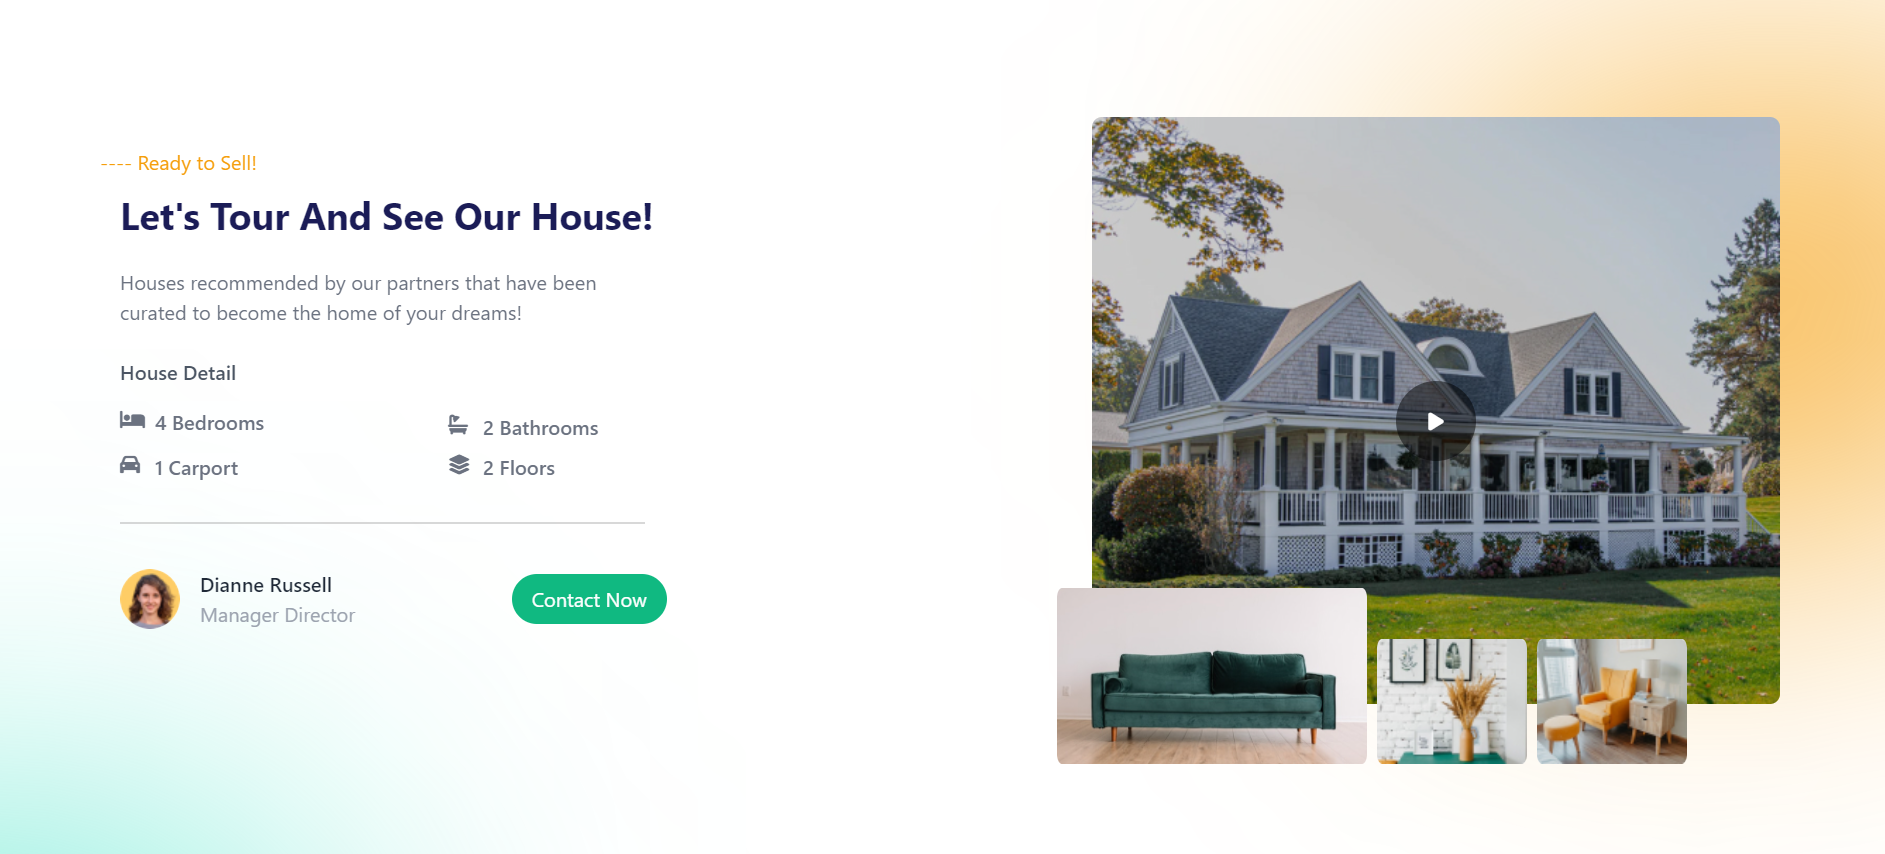 ---- Ready to Sell!
Let's Tour And See Our House!
Houses recommended by our partners that have been
curated to become the home of your dreams!
House Detail
4 Bedrooms
2 Bathrooms
1 Carport
2 Floors
Dianne Russell
Manager Director
Contact Now